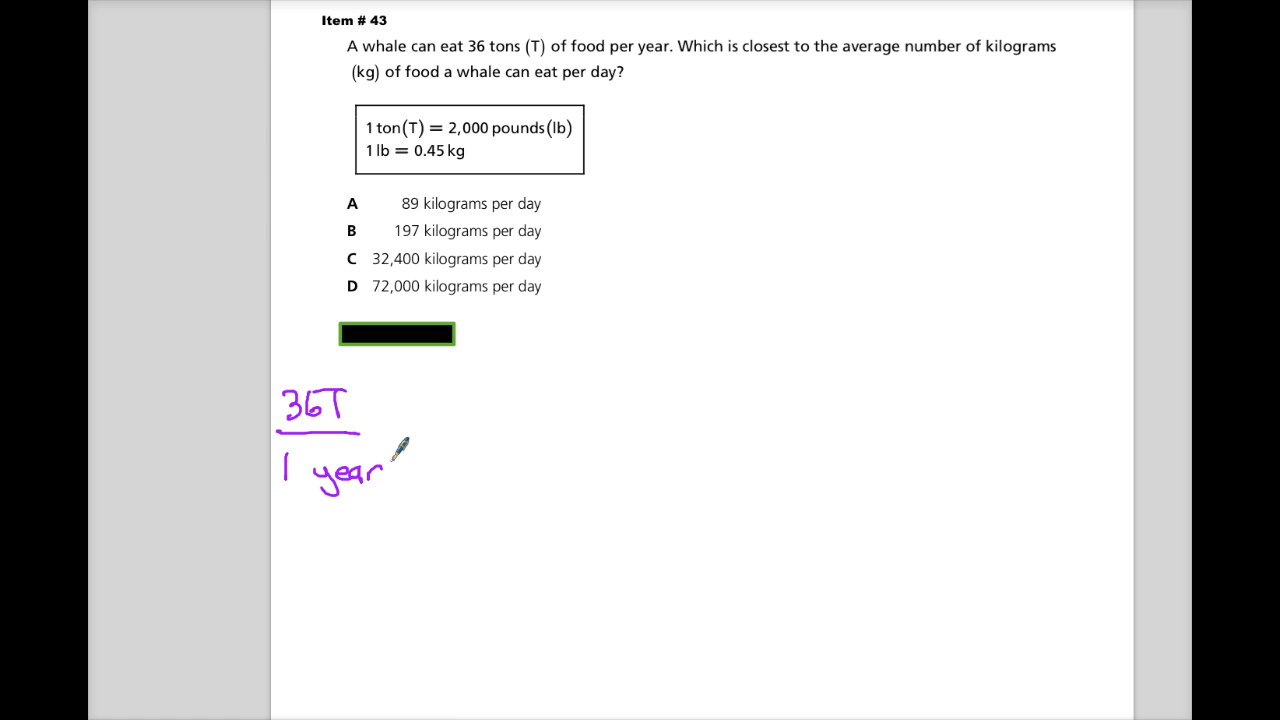 Item # 43
A whale can eat 36 tons (T) of food per year. Which is closest to the average number of kilograms
(kg) of food a whale can eat per day?
1 ton(T) = 2,000 pounds(lb)
1 lb = 0.45 kg
A 89 kilograms per day
B 197 kilograms per day
C 32,400 kilograms per day
D 72,000 kilograms per day
36T
1 year